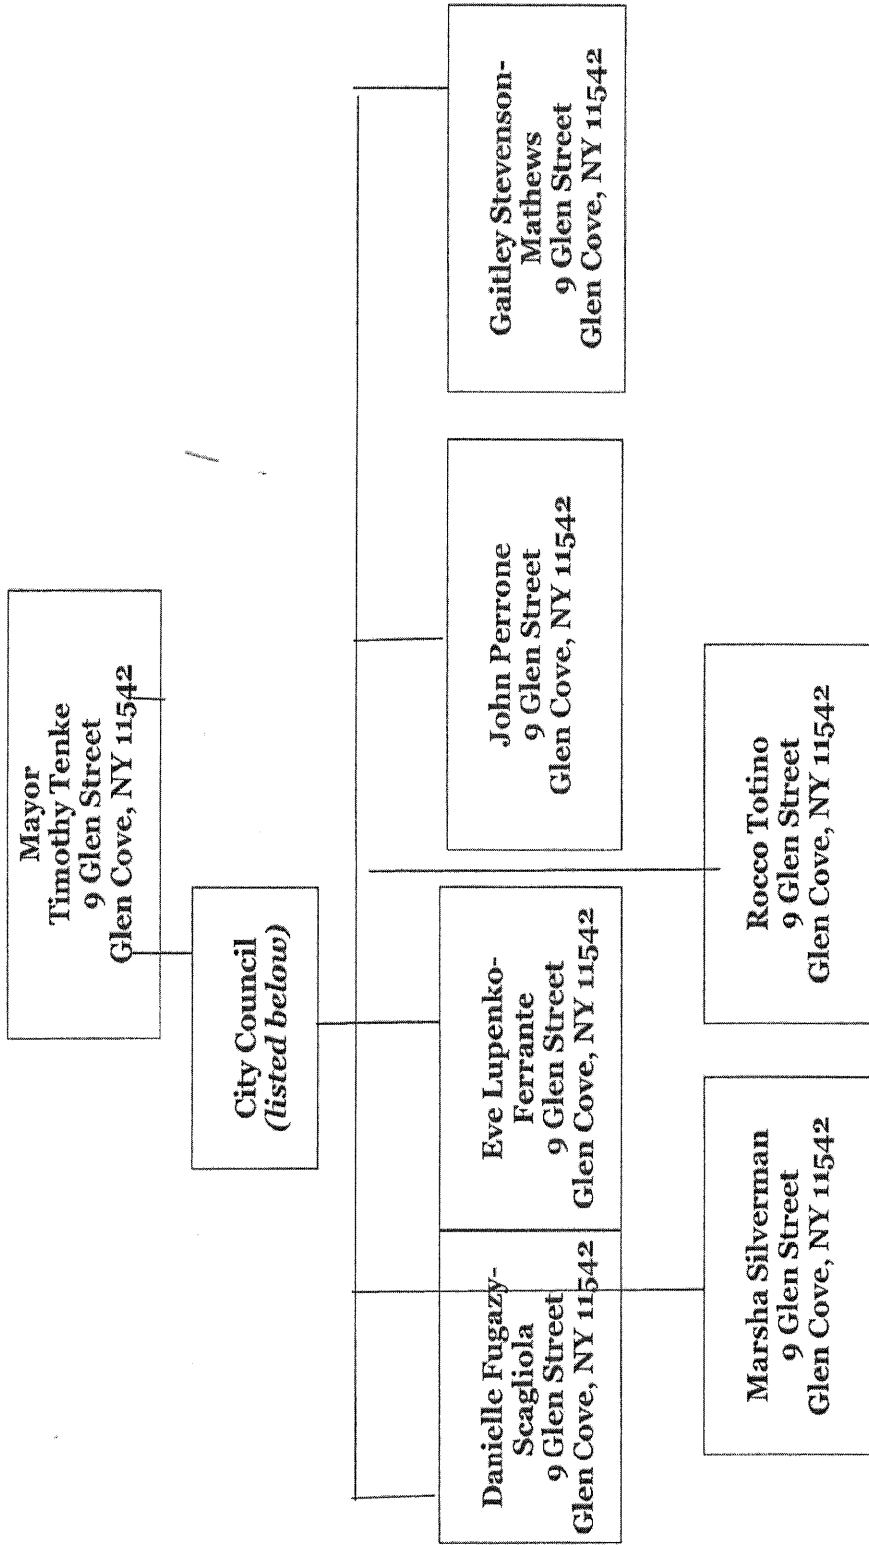 Mayor
Timothy Tenke
9 Glen Street
Glen Cove, NY 11542
City Council
(listed below)
Danielle Fugazy-
Scagliola
9 Glen Street
Glen Cove, NY 11542
Eve Lupenko-
Ferrante
9 Glen Street
Glen Cove, NY 11542
John Perrone
9 Glen Street
Glen Cove, NY 11542
Gaitley Stevenson-
Mathews
9 Glen Street
Glen Cove, NY 11542
Marsha Silverman
9 Glen Street
Glen Cove, NY 11542
Rocco Totino
9 Glen Street
Glen Cove, NY 11542